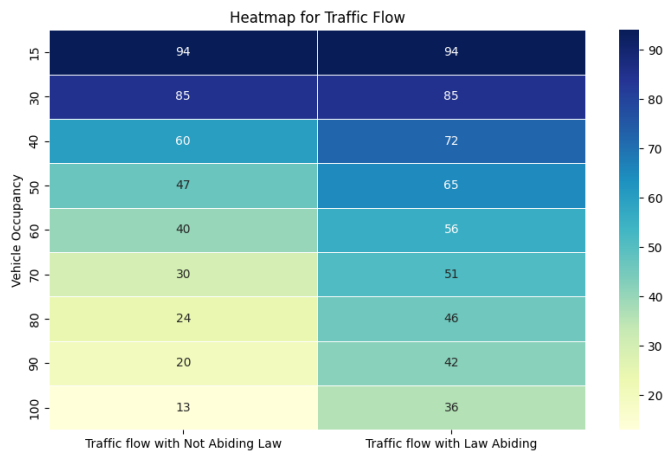 Heatmap for Traffic Flow
Vehicle Occupancy
15 94 94 90
30 85 85 80
40 60 72 70
50 47 65 60
60 40 56 50
70 30 51 40
80 24 46 30
90 20 42 20
100 13 36
Traffic flow with Not Abiding Law Traffic flow with Law Abiding